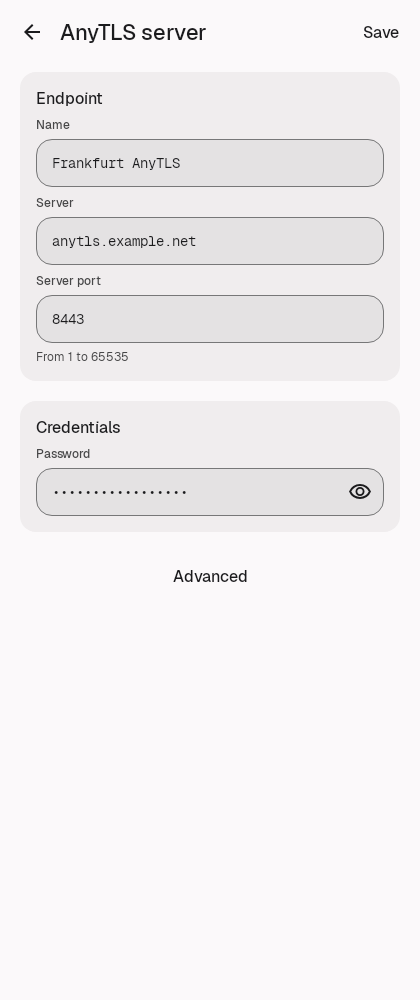 AnyTLS server
Save
Endpoint
Name
Frankfurt AnyTLS
Server
anytls.example.net
Server port
8443
From 1 to 65535
Credentials
Password
•••••••••••••••••
Advanced